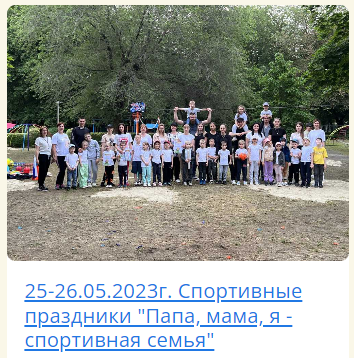 25-26.05.2023г. Спортивные
праздники "Папа, мама, я -
спортивная семья"